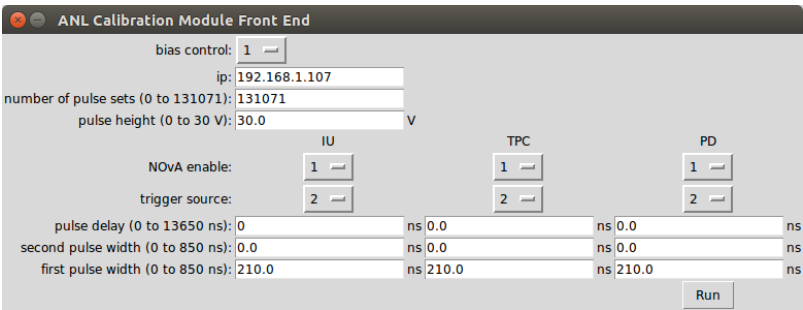 ANL Calibration Module Front End
bias control: 1
ip: 192.168.1.107
number of pulse sets (0 to 131071): 131071
pulse height (0 to 30 V): 30.0 V
IU TPC PD
NOvA enable: 1 1 1
trigger source: 2 2 2
pulse delay (0 to 13650 ns): 0 ns 0.0 ns 0.0 ns
second pulse width (0 to 850 ns): 0.0 ns 0.0 ns 0.0 ns
first pulse width (0 to 850 ns): 210.0 ns 210.0 ns 210.0 ns
Run